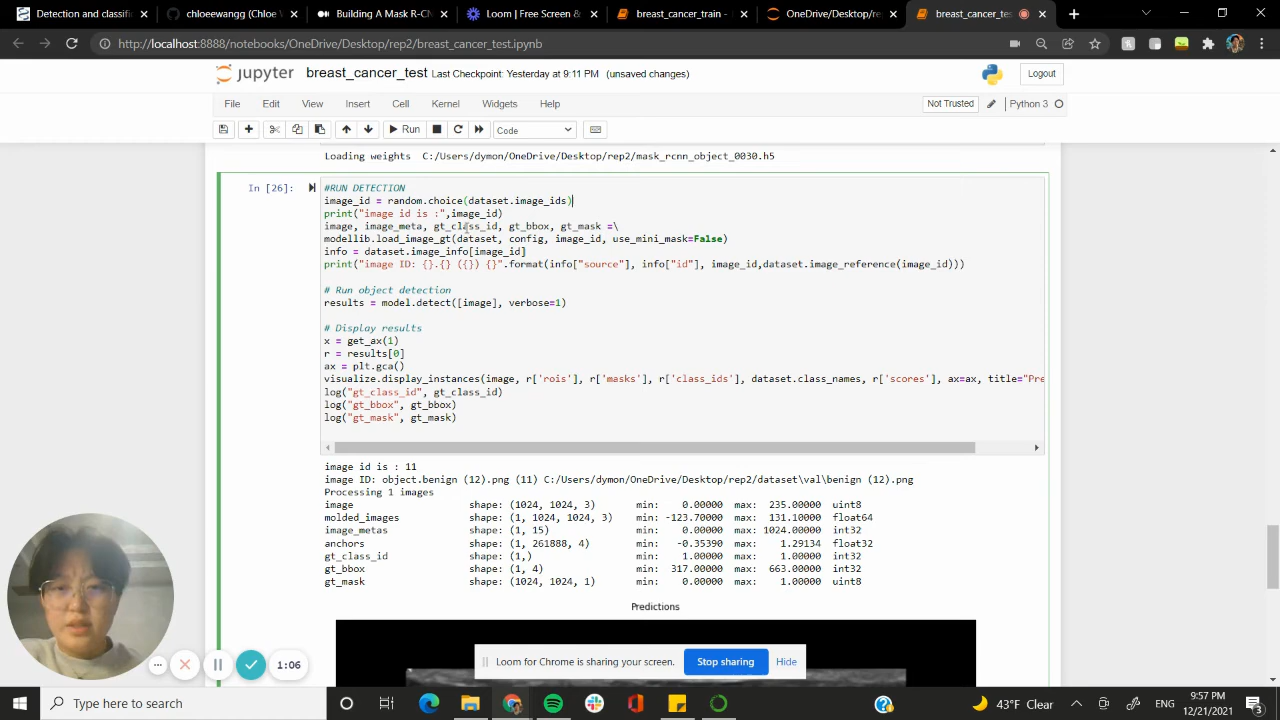 Detection and classifi
chloeewangg (Chloe W
Building A Mask R-CN
Loom | Free Screen &
breast_cancer_train -
OneDrive/Desktop/rep
breast_cancer_tes
http://localhost:8888/notebooks/OneDrive/Desktop/rep2/breast_cancer_test.ipynb
jupyter breast_cancer_test Last Checkpoint: Yesterday at 9:11 PM (unsaved changes) Logout
File Edit View Insert Cell Kernel Widgets Help Not Trusted Python 3
Run Code
Loading weights C:/Users/dymon/OneDrive/Desktop/rep2/mask_rcnn_object_0030.h5
In [26]:
#RUN DETECTION
image_id = random.choice(dataset.image_ids)
print("image id is :",image_id)
image, image_meta, gt_class_id, gt_bbox, gt_mask =\
modellib.load_image_gt(dataset, config, image_id, use_mini_mask=False)
info = dataset.image_info[image_id]
print("image ID: {}.{} ({}) {}".format(info["source"], info["id"], image_id,dataset.image_reference(image_id)))
# Run object detection
results = model.detect([image], verbose=1)
# Display results
x = get_ax(1)
r = results[0]
ax = plt.gca()
visualize.display_instances(image, r['rois'], r['masks'], r['class_ids'], dataset.class_names, r['scores'], ax=ax, title="Pre
log("gt_class_id", gt_class_id)
log("gt_bbox", gt_bbox)
log("gt_mask", gt_mask)
image id is : 11
image ID: object.benign (12).png (11) C:/Users/dymon/OneDrive/Desktop/rep2/dataset\val\benign (12).png
Processing 1 images
image shape: (1024, 1024, 3) min: 0.00000 max: 235.00000 uint8
molded_images shape: (1, 1024, 1024, 3) min: -123.70000 max: 131.10000 float64
image_metas shape: (1, 15) min: 0.00000 max: 1024.00000 int32
anchors shape: (1, 261888, 4) min: -0.35390 max: 1.29134 float32
gt_class_id shape: (1,) min: 1.00000 max: 1.00000 int32
gt_bbox shape: (1, 4) min: 317.00000 max: 663.00000 int32
gt_mask shape: (1024, 1024, 1) min: 0.00000 max: 1.00000 uint8
Predictions
1:06
Loom for Chrome is sharing your screen. Stop sharing Hide
Type here to search
43°F Clear
9:57 PM
12/21/2021
3